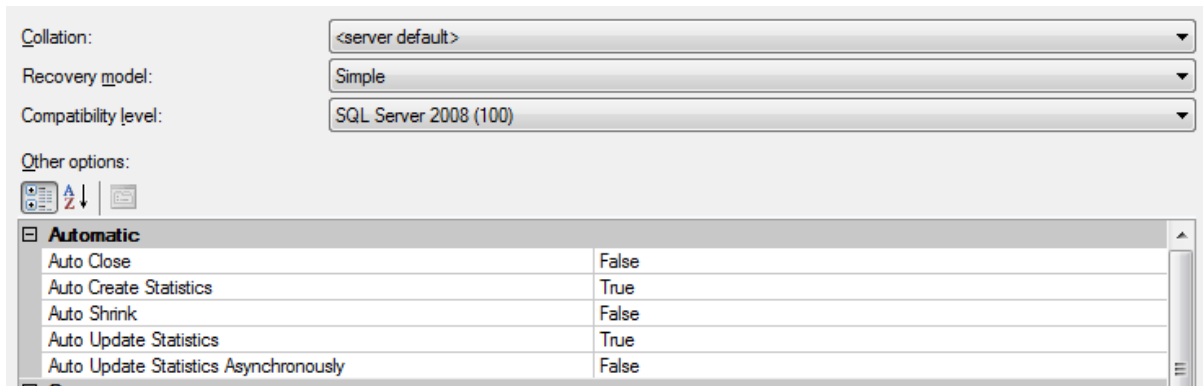 Collation: <server default>
Recovery model: Simple
Compatibility level: SQL Server 2008 (100)
Other options:
A
Z
Automatic
Auto Close False
Auto Create Statistics True
Auto Shrink False
Auto Update Statistics True
Auto Update Statistics Asynchronously False